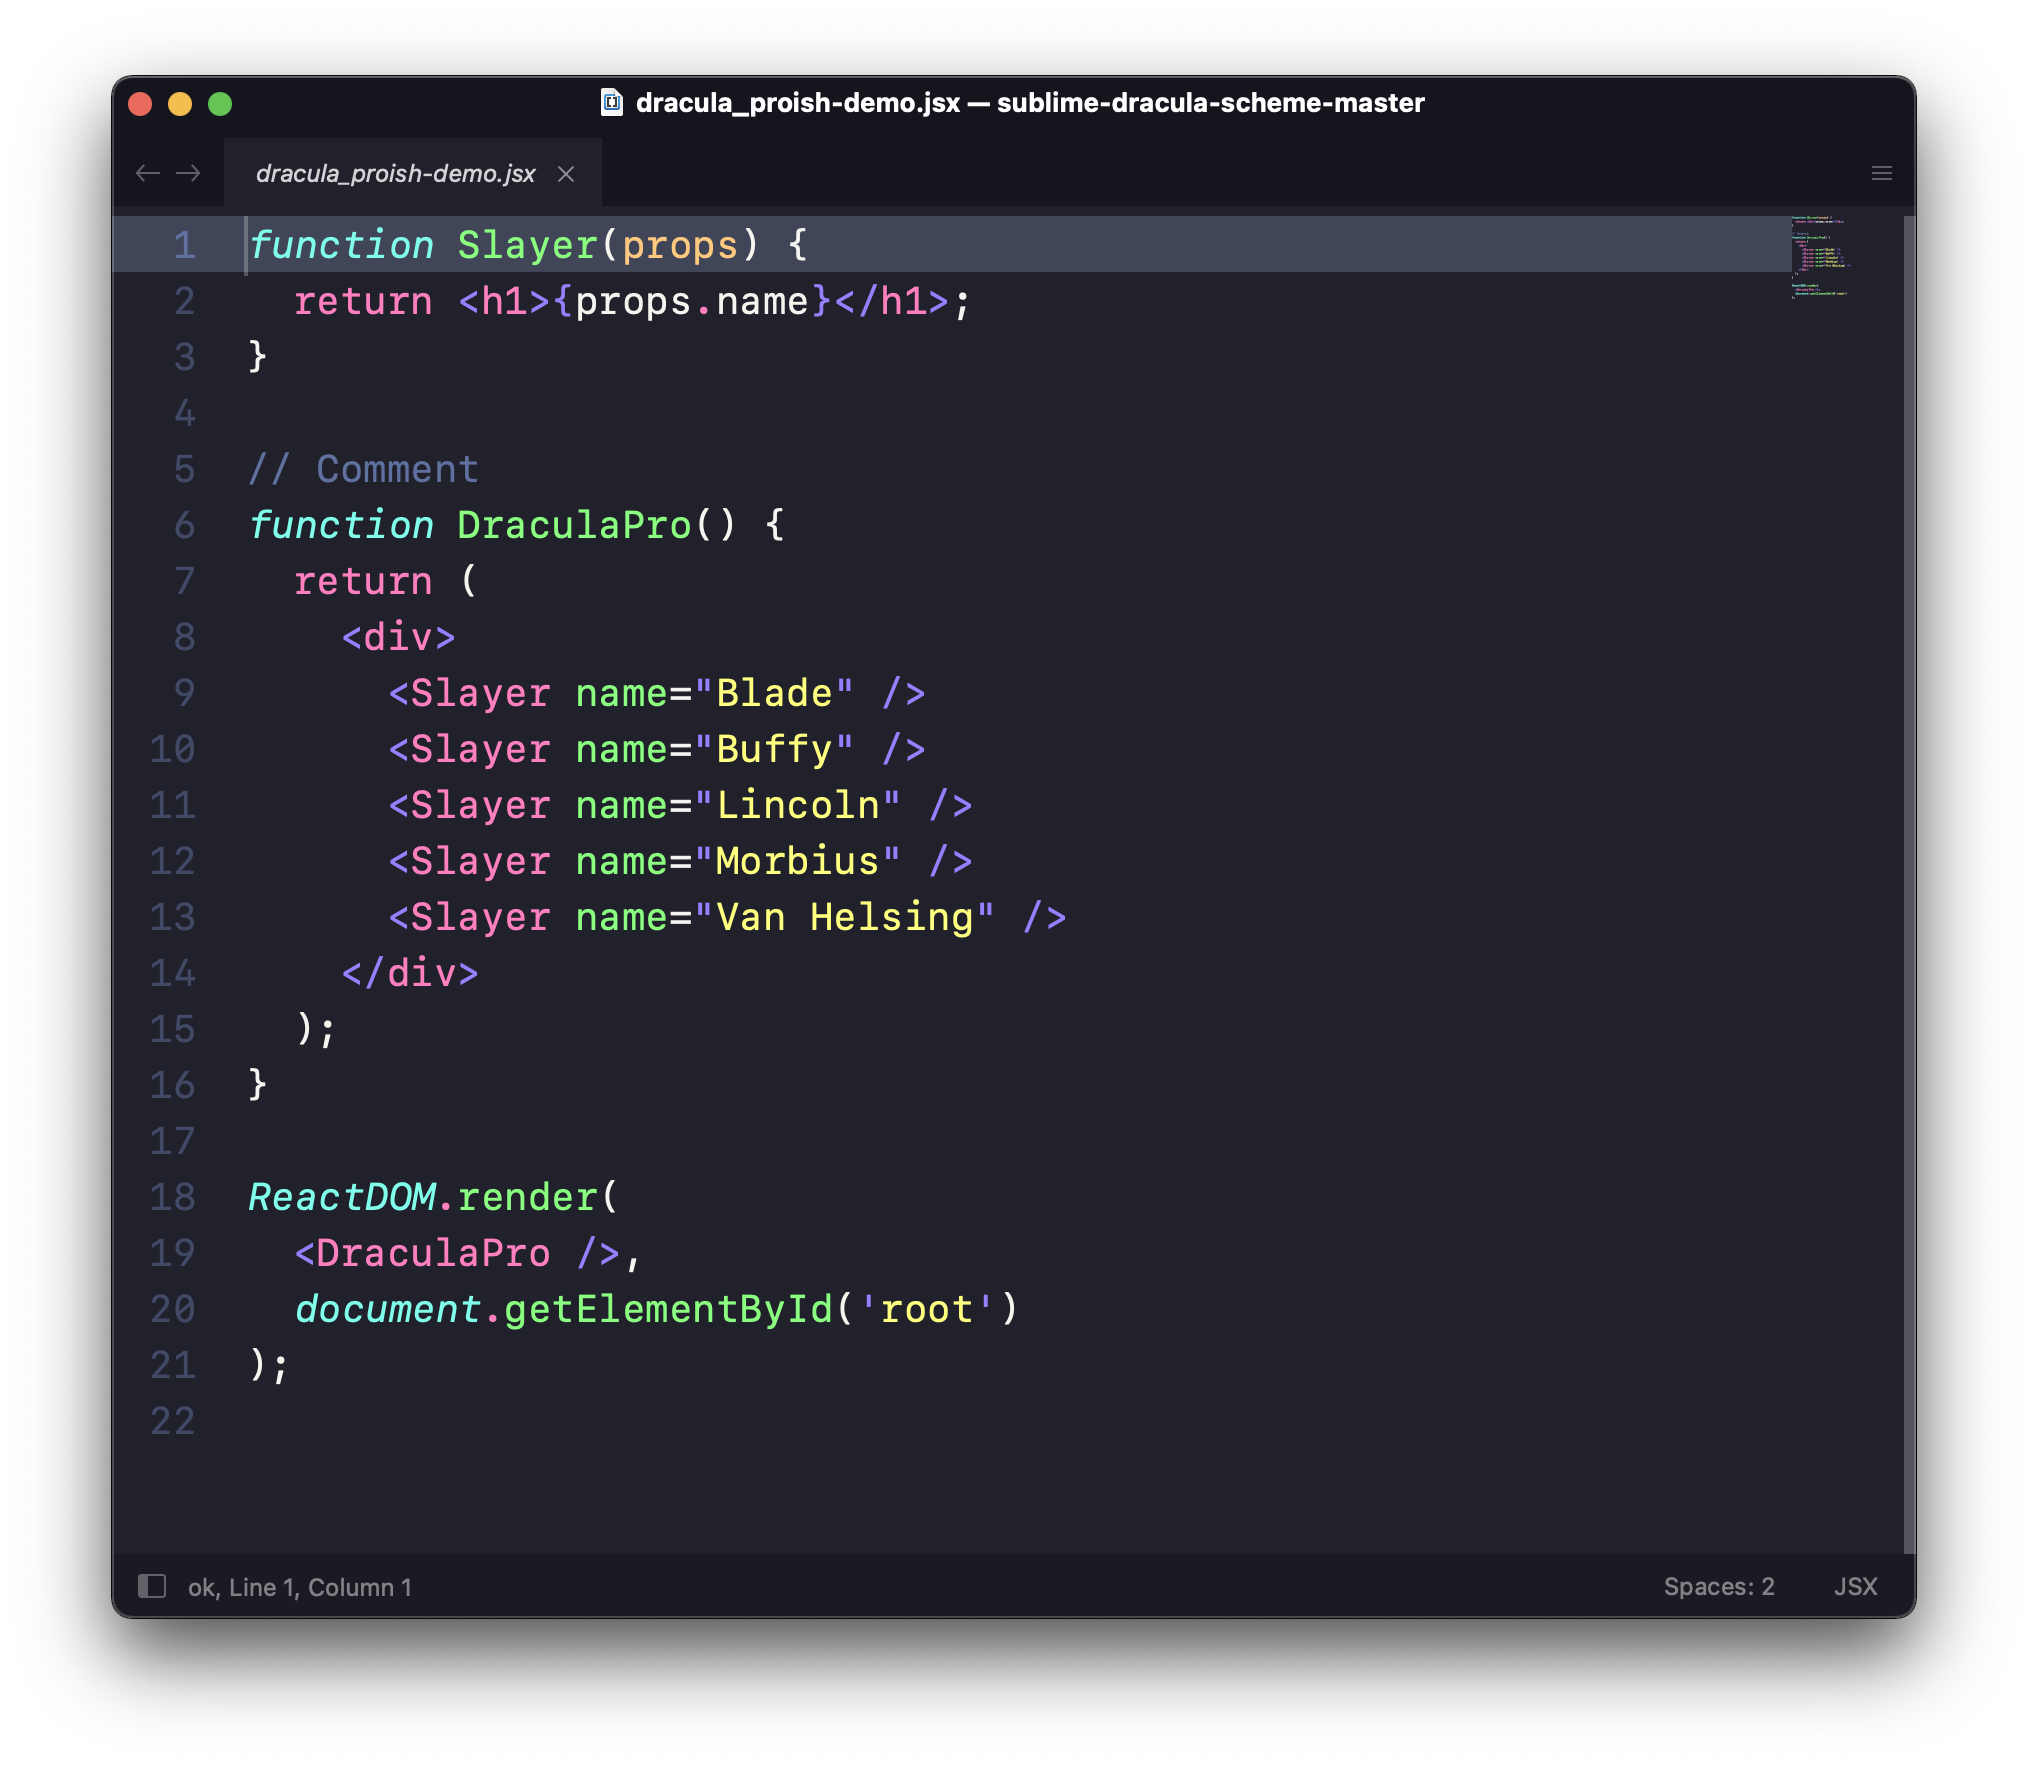 dracula_proish-demo.jsx — sublime-dracula-scheme-master
dracula_proish-demo.jsx
1 function Slayer(props) {
2   return <h1>{props.name}</h1>;
3 }
4
5 // Comment
6 function DraculaPro() {
7   return (
8     <div>
9       <Slayer name="Blade" />
10       <Slayer name="Buffy" />
11       <Slayer name="Lincoln" />
12       <Slayer name="Morbius" />
13       <Slayer name="Van Helsing" />
14     </div>
15   );
16 }
17
18 ReactDOM.render(
19   <DraculaPro />,
20   document.getElementById('root')
21 );
22
ok, Line 1, Column 1
Spaces: 2
JSX